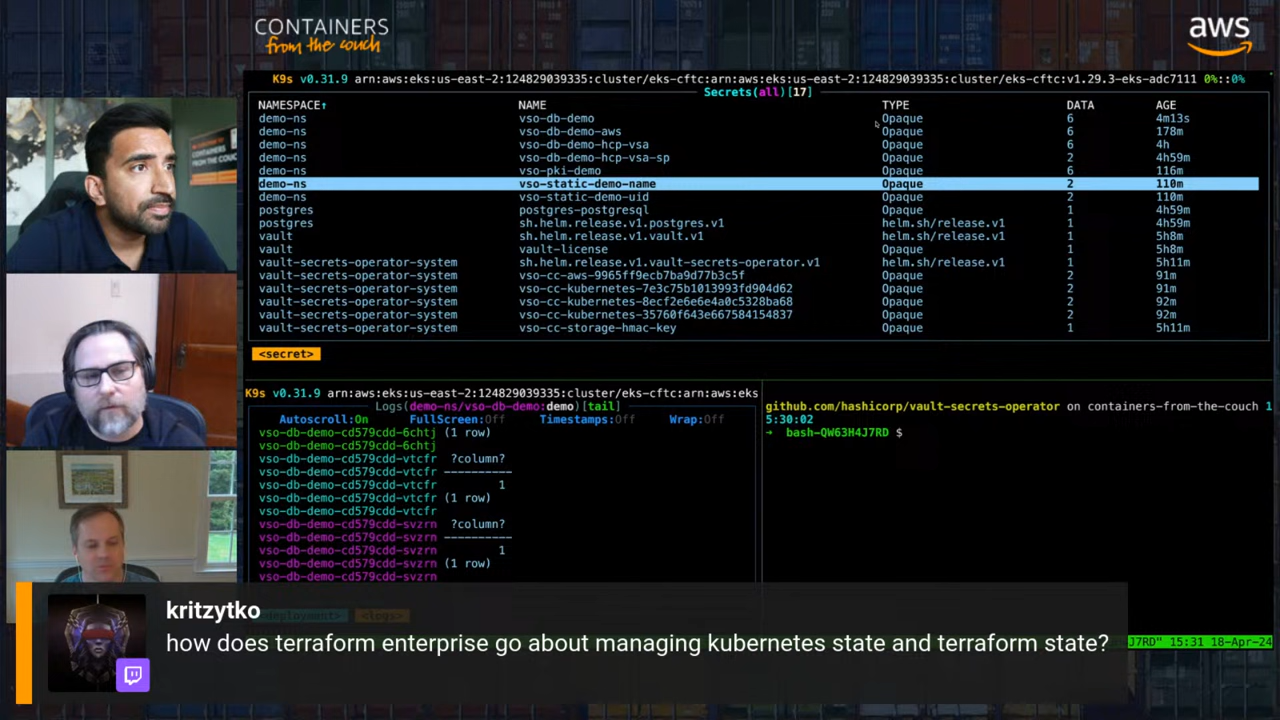 CONTAINERS
from the couch
aws
K9s v0.31.9 arn:aws:eks:us-east-2:124829039335:cluster/eks-cftc:arn:aws:eks:us-east-2:124829039335:cluster/eks-cftc:v1.29.3-eks-adc7111 0%::0%
Secrets(all)[17]
NAMESPACE↑ NAME TYPE DATA AGE
demo-ns vso-db-demo Opaque 6 4m13s
demo-ns vso-db-demo-aws Opaque 6 178m
demo-ns vso-db-demo-hcp-vsa Opaque 6 4h
demo-ns vso-db-demo-hcp-vsa-sp Opaque 2 4h59m
demo-ns vso-pki-demo Opaque 6 116m
demo-ns vso-static-demo-name Opaque 2 110m
demo-ns vso-static-demo-uid Opaque 2 110m
postgres postgres-postgresql Opaque 1 4h59m
postgres sh.helm.release.v1.postgres.v1 helm.sh/release.v1 1 4h59m
vault sh.helm.release.v1.vault.v1 helm.sh/release.v1 1 5h8m
vault vault-license Opaque 1 5h8m
vault-secrets-operator-system sh.helm.release.v1.vault-secrets-operator.v1 helm.sh/release.v1 1 5h11m
vault-secrets-operator-system vso-cc-aws-9965ff9ecb7ba9d77b3c5f Opaque 2 91m
vault-secrets-operator-system vso-cc-kubernetes-7e3c75b1013993fd904d62 Opaque 2 91m
vault-secrets-operator-system vso-cc-kubernetes-8ecf2e6e6e4a0c5328ba68 Opaque 2 92m
vault-secrets-operator-system vso-cc-kubernetes-35760f643e667584154837 Opaque 2 92m
vault-secrets-operator-system vso-cc-storage-hmac-key Opaque 1 5h11m
<secret>
K9s v0.31.9 arn:aws:eks:us-east-2:124829039335:cluster/eks-cftc:arn:aws:eks
Logs(demo-ns/vso-db-demo:demo)[tail]
Autoscroll:On FullScreen:Off Timestamps:Off Wrap:Off
vso-db-demo-cd579cdd-6chtj (1 row)
vso-db-demo-cd579cdd-6chtj
vso-db-demo-cd579cdd-vtcfr ?column?
vso-db-demo-cd579cdd-vtcfr ----------
vso-db-demo-cd579cdd-vtcfr 1
vso-db-demo-cd579cdd-vtcfr (1 row)
vso-db-demo-cd579cdd-vtcfr
vso-db-demo-cd579cdd-svzrn ?column?
vso-db-demo-cd579cdd-svzrn ----------
vso-db-demo-cd579cdd-svzrn 1
vso-db-demo-cd579cdd-svzrn (1 row)
vso-db-demo-cd579cdd-svzrn
github.com/hashicorp/vault-secrets-operator on containers-from-the-couch 1
5:30:02
→ bash-QW63H4J7RD $
J7RD" 15:31 18-Apr-24
kritzytko
how does terraform enterprise go about managing kubernetes state and terraform state?